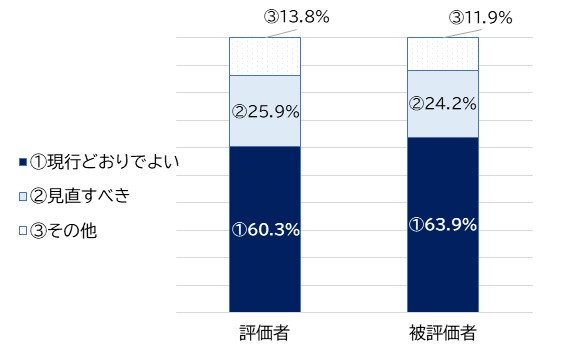 ③13.8%
③11.9%
②25.9%
②24.2%
①現行どおりでよい
②見直すべき
③その他
①60.3%
①63.9%
評価者
被評価者